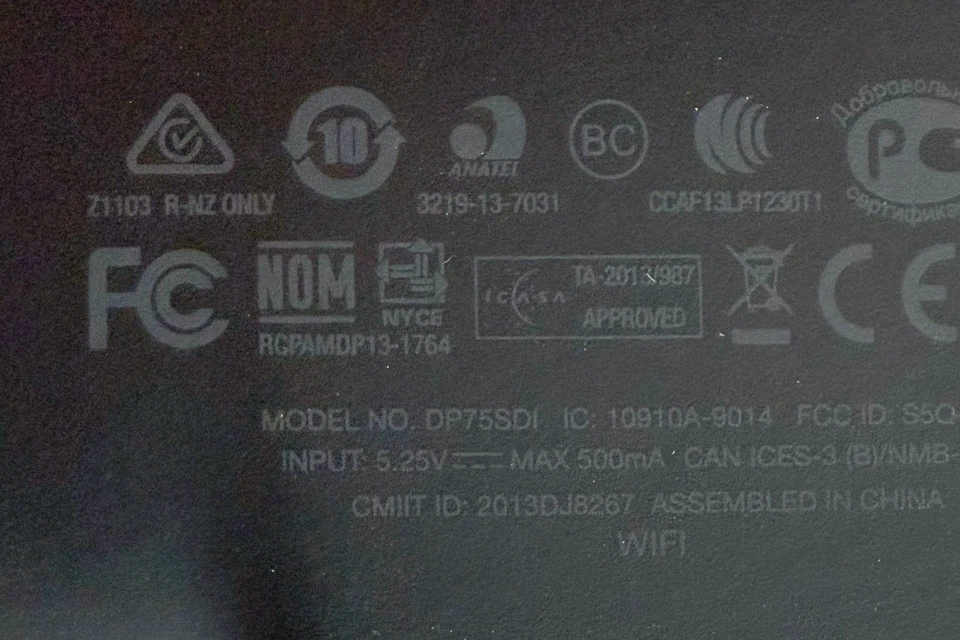 10 ANATEL BC Добровольн
Z1103 R-NZ ONLY 3219-13-7031 CCAF13LP1230T1 сертифика
FC NOM NYCE ICASA TA-2013/987 APPROVED CE
RGPAMDP13-1764
MODEL NO. DP75SDI IC: 10910A-9014 FCC ID: S5Q
INPUT: 5.25V MAX 500mA CAN ICES-3 (B)/NMB-
CMIIT ID: 2013DJ8267 ASSEMBLED IN CHINA
WIFI